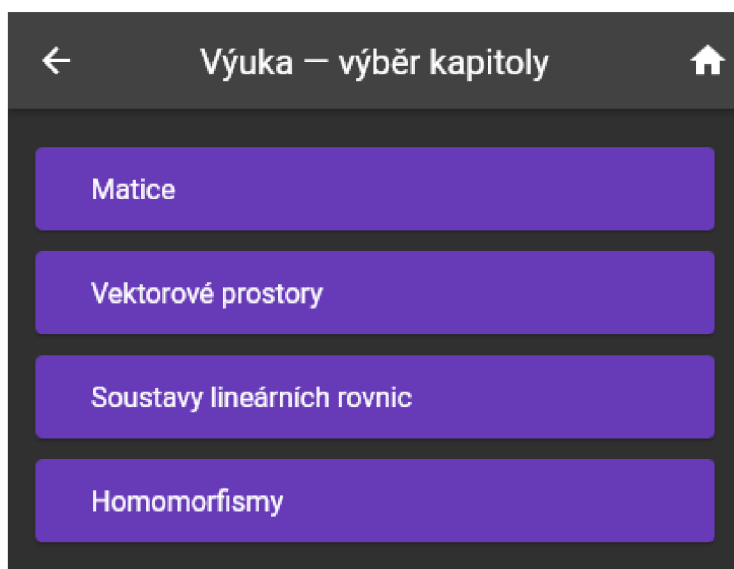 Výuka — výběr kapitoly
Matice
Vektorové prostory
Soustavy lineárních rovnic
Homomorfismy